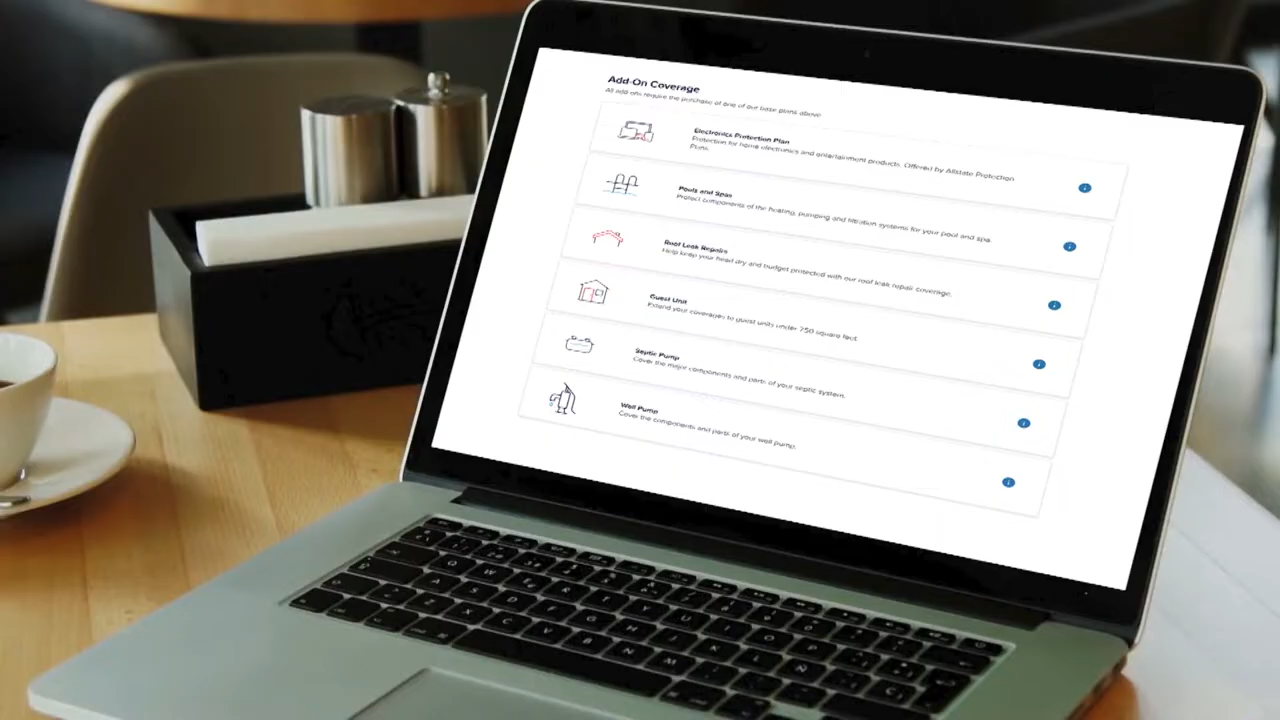 Add-On Coverage
All add-ons require the purchase of one of our base plans above
Electronics Protection Plan
Protection for home electronics and entertainment products. Offered by Allstate Protection
Plans.
Pools and Spas
Protect components of the heating, pumping and filtration systems for your pool and spa.
Roof Leak Repairs
Help keep your head dry and budget protected with our roof leak repair coverage.
Guest Unit
Extend your coverages to guest units under 750 square feet.
Septic Pump
Cover the major components and parts of your septic system.
Well Pump
Cover the components and parts of your well pump.
Q W T Y U O P
A S D F G H J K L Ñ
Z X C V B N M